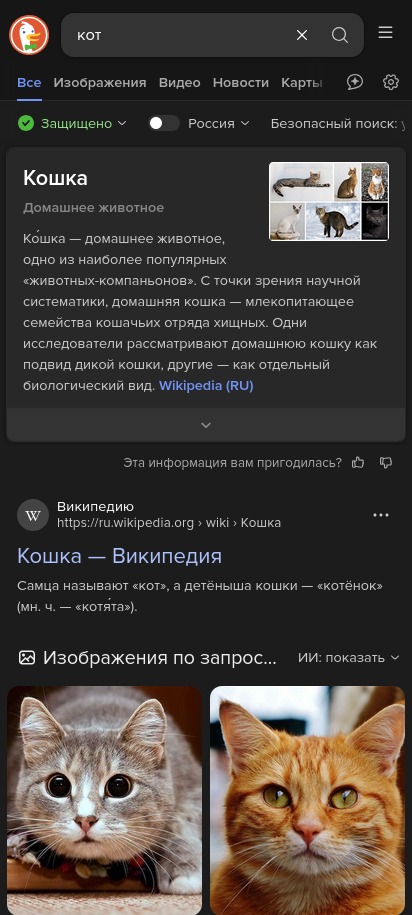 кот
Все Изображения Видео Новости Карты
Защищено Россия Безопасный поиск:
Кошка
Домашнее животное
Ко́шка — домашнее животное,
одно из наиболее популярных
«животных-компаньонов». С точки зрения научной
систематики, домашняя кошка — млекопитающее
семейства кошачьих отряда хищных. Одни
исследователи рассматривают домашнюю кошку как
подвид дикой кошки, другие — как отдельный
биологический вид. Wikipedia (RU)
Эта информация вам пригодилась?
W
Википедию
https://ru.wikipedia.org › wiki › Кошка
Кошка — Википедия
Самца называют «кот», а детёныша кошки — «котёнок»
(мн. ч. — «котя́та»).
Изображения по запрос... ИИ: показать